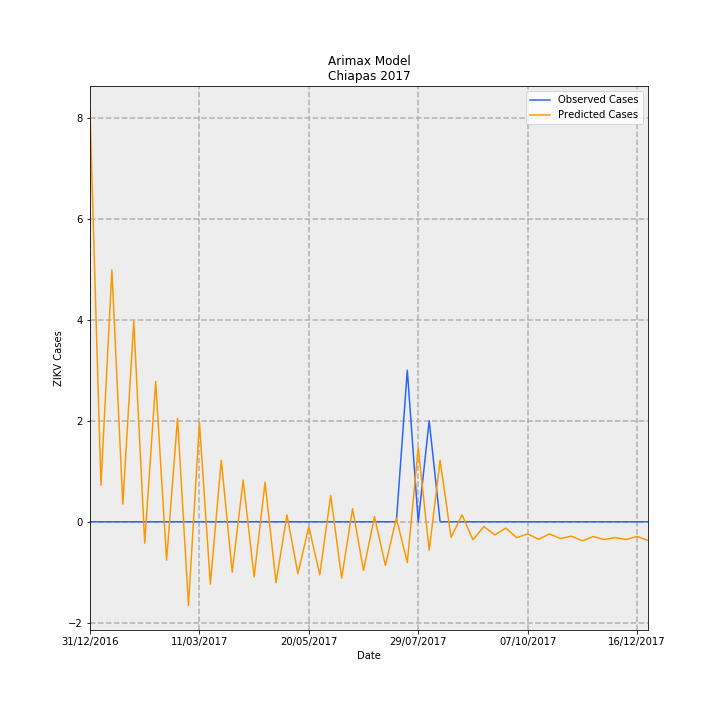 Arimax Model
Chiapas 2017
Observed Cases
Predicted Cases
8
6
4
2
0
−2
ZIKV Cases
31/12/2016
11/03/2017
20/05/2017
29/07/2017
07/10/2017
16/12/2017
Date